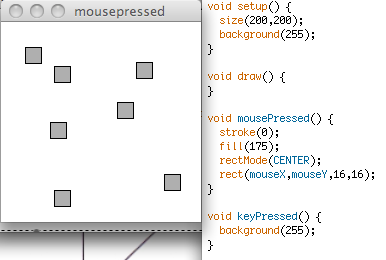 mousepressed
void setup() {
  size(200,200);
  background(255);
}

void draw() {
}

void mousePressed() {
  stroke(0);
  fill(175);
  rectMode(CENTER);
  rect(mouseX,mouseY,16,16);
}

void keyPressed() {
  background(255);
}